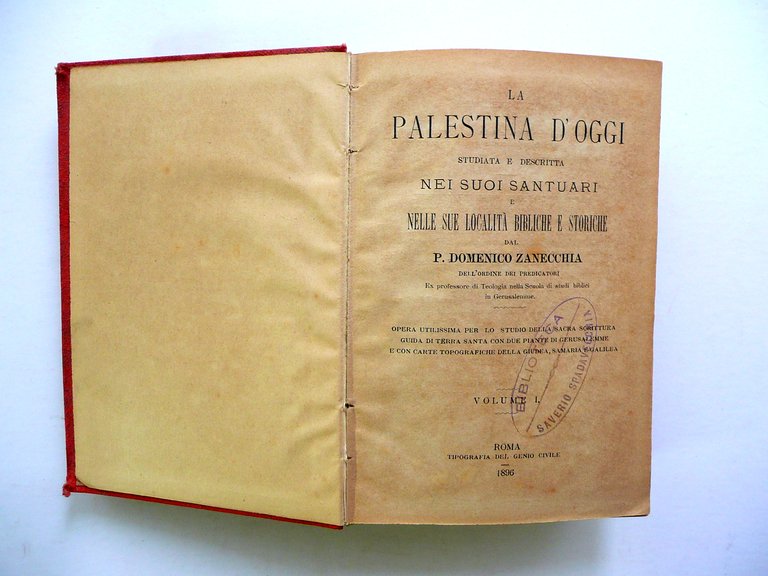 LA
PALESTINA D'OGGI
STUDIATA E DESCRITTA
NEI SUOI SANTUARI
E
NELLE SUE LOCALITÀ BIBLICHE E STORICHE
DAL
P. DOMENICO ZANECCHIA
DELL'ORDINE DEI PREDICATORI
Ex professore di Teologia nella Scuola di studi biblici
in Gerusalemme.
OPERA UTILISSIMA PER LO STUDIO DELLA SACRA SCRITTURA
GUIDA DI TERRA SANTA CON DUE PIANTE DI GERUSALEMME
E CON CARTE TOPOGRAFICHE DELLA GIUDEA, SAMARIA E GALILEA
BIBLIOTECA
SAVERIO SPADAVECCHIA
VOLUME I.
ROMA
TIPOGRAFIA DEL GENIO CIVILE
1896